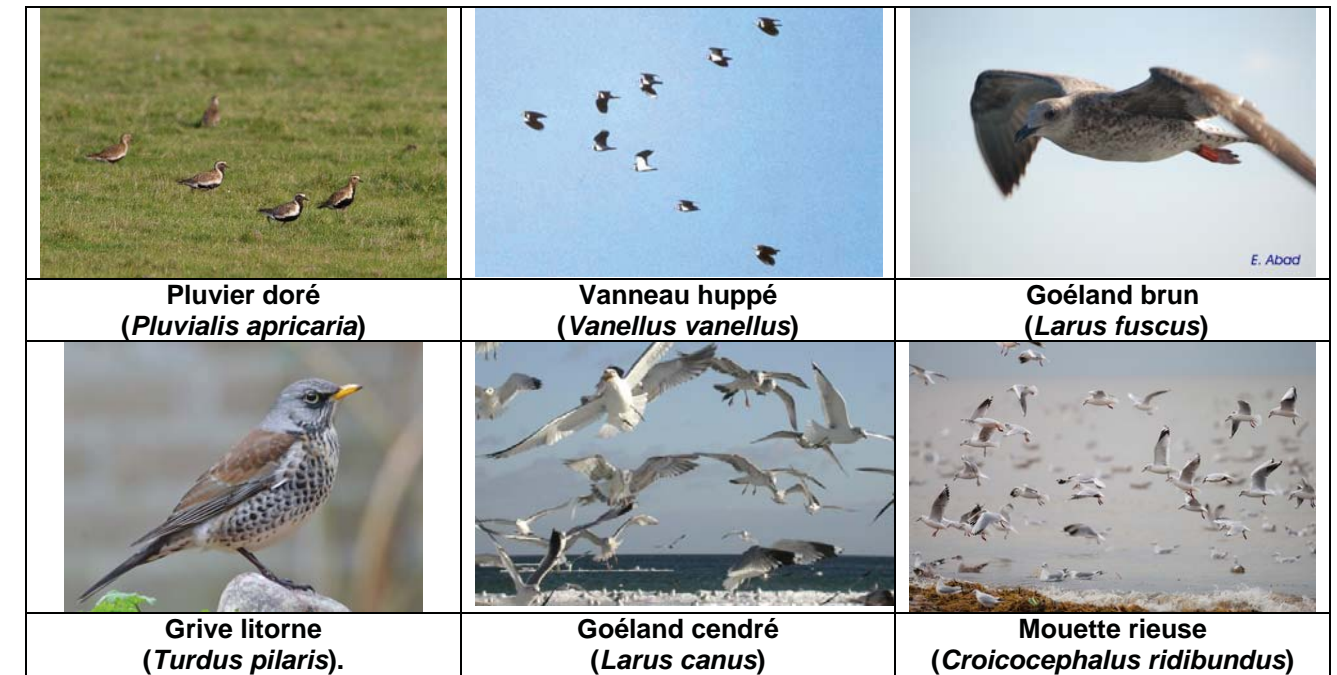 E. Abad
Pluvier doré
(Pluvialis apricaria)
Vanneau huppé
(Vanellus vanellus)
Goéland brun
(Larus fuscus)
Grive litorne
(Turdus pilaris).
Goéland cendré
(Larus canus)
Mouette rieuse
(Croicocephalus ridibundus)